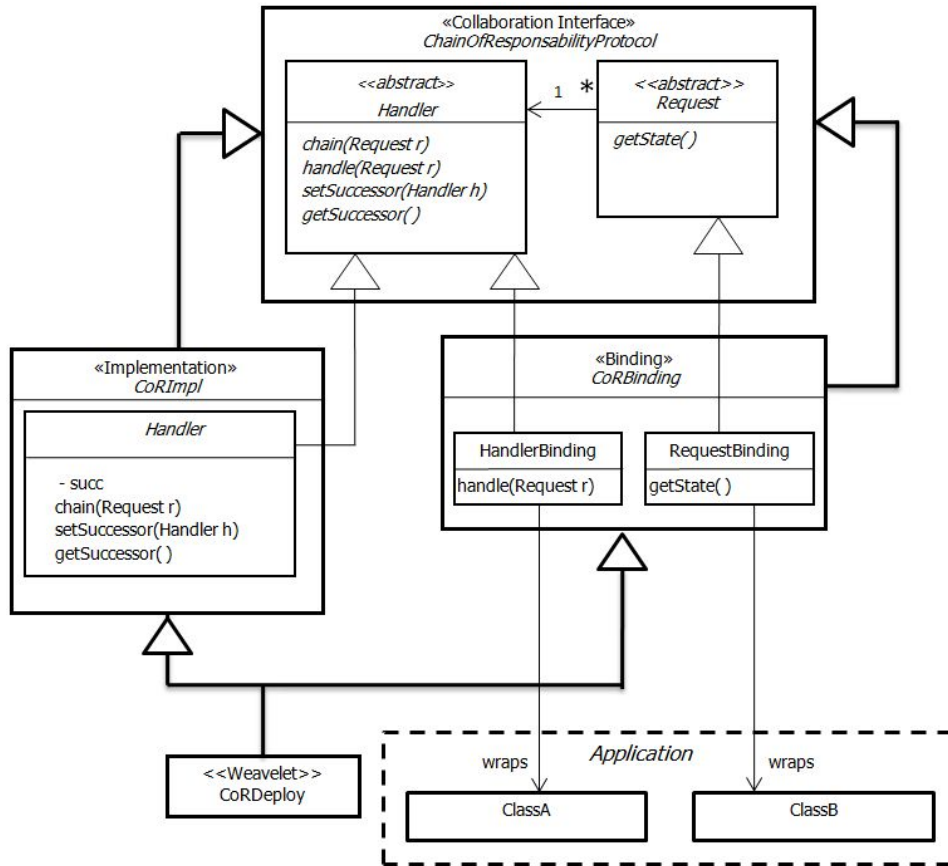 «Collaboration Interface»
ChainOfResponsabilityProtocol
<<abstract>>
Handler
chain(Request r)
handle(Request r)
setSuccessor(Handler h)
getSuccessor( )
1
*
<<abstract>>
Request
getState( )
«Implementation»
CoRImpl
Handler
- succ
chain(Request r)
setSuccessor(Handler h)
getSuccessor( )
«Binding»
CoRBinding
HandlerBinding
handle(Request r)
RequestBinding
getState( )
<<Weavelet>>
CoRDeploy
Application
wraps
wraps
ClassA
ClassB